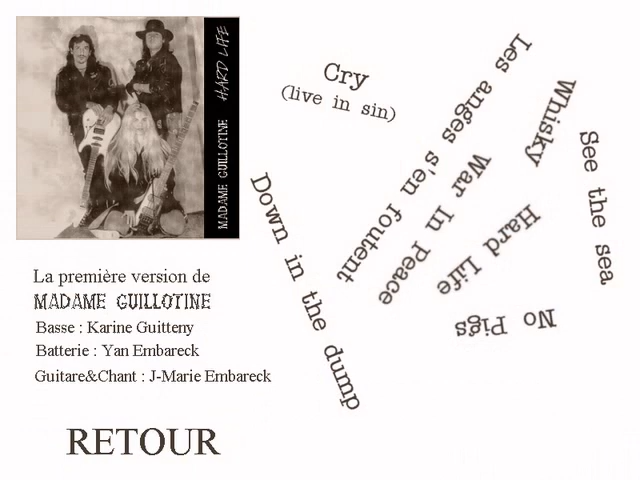 HARD LIFE
MADAME GUILLOTINE
Cry
(live in sin)
Les anges s'en foutent
Whisky
See the sea
War In Peace
Hard Life
No Pigs
Down in the dump
La première version de
MADAME GUILLOTINE
Basse : Karine Guitteny
Batterie : Yan Embareck
Guitare&Chant : J-Marie Embareck
RETOUR